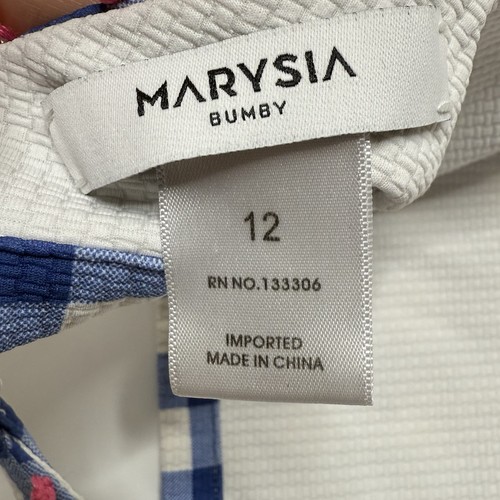 MARYSIA
BUMBY
12
RN NO.133306
IMPORTED
MADE IN CHINA